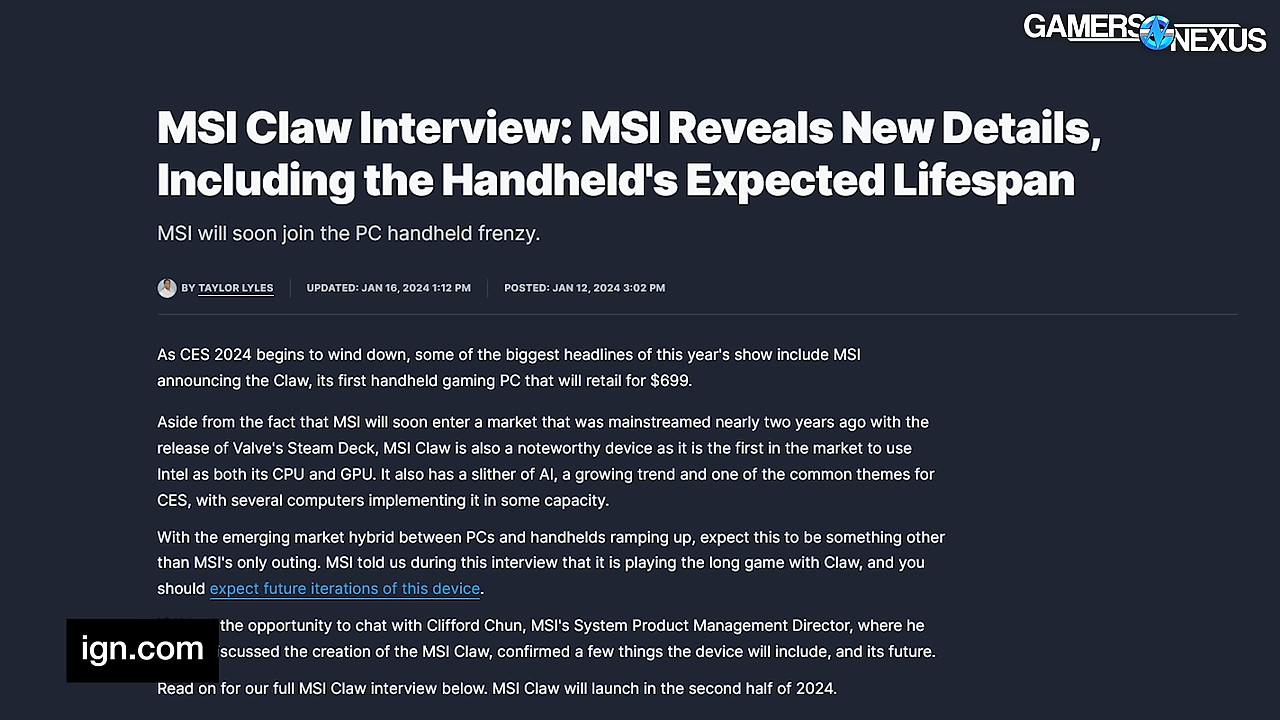 GAMERS NEXUS
MSI Claw Interview: MSI Reveals New Details,
Including the Handheld's Expected Lifespan
MSI will soon join the PC handheld frenzy.
BY TAYLOR LYLES UPDATED: JAN 16, 2024 1:12 PM POSTED: JAN 12, 2024 3:02 PM
As CES 2024 begins to wind down, some of the biggest headlines of this year's show include MSI
announcing the Claw, its first handheld gaming PC that will retail for $699.
Aside from the fact that MSI will soon enter a market that was mainstreamed nearly two years ago with the
release of Valve's Steam Deck, MSI Claw is also a noteworthy device as it is the first in the market to use
Intel as both its CPU and GPU. It also has a slither of AI, a growing trend and one of the common themes for
CES, with several computers implementing it in some capacity.
With the emerging market hybrid between PCs and handhelds ramping up, expect this to be something other
than MSI's only outing. MSI told us during this interview that it is playing the long game with Claw, and you
should expect future iterations of this device.
the opportunity to chat with Clifford Chun, MSI's System Product Management Director, where he
scussed the creation of the MSI Claw, confirmed a few things the device will include, and its future.
ign.com
Read on for our full MSI Claw interview below. MSI Claw will launch in the second half of 2024.